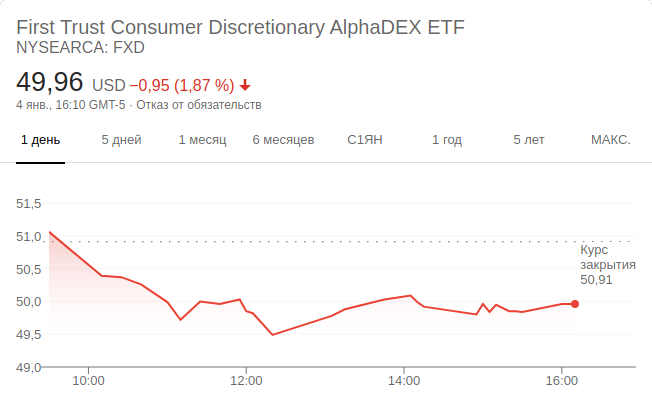 First Trust Consumer Discretionary AlphaDEX ETF
NYSEARCA: FXD
49,96 USD −0,95 (1,87 %)
4 янв., 16:10 GMT-5 · Отказ от обязательств
1 день 5 дней 1 месяц 6 месяцев С1ЯН 1 год 5 лет МАКС.
51,5
51,0
Курс
закрытия
50,91
50,5
50,0
49,5
49,0
10:00 12:00 14:00 16:00